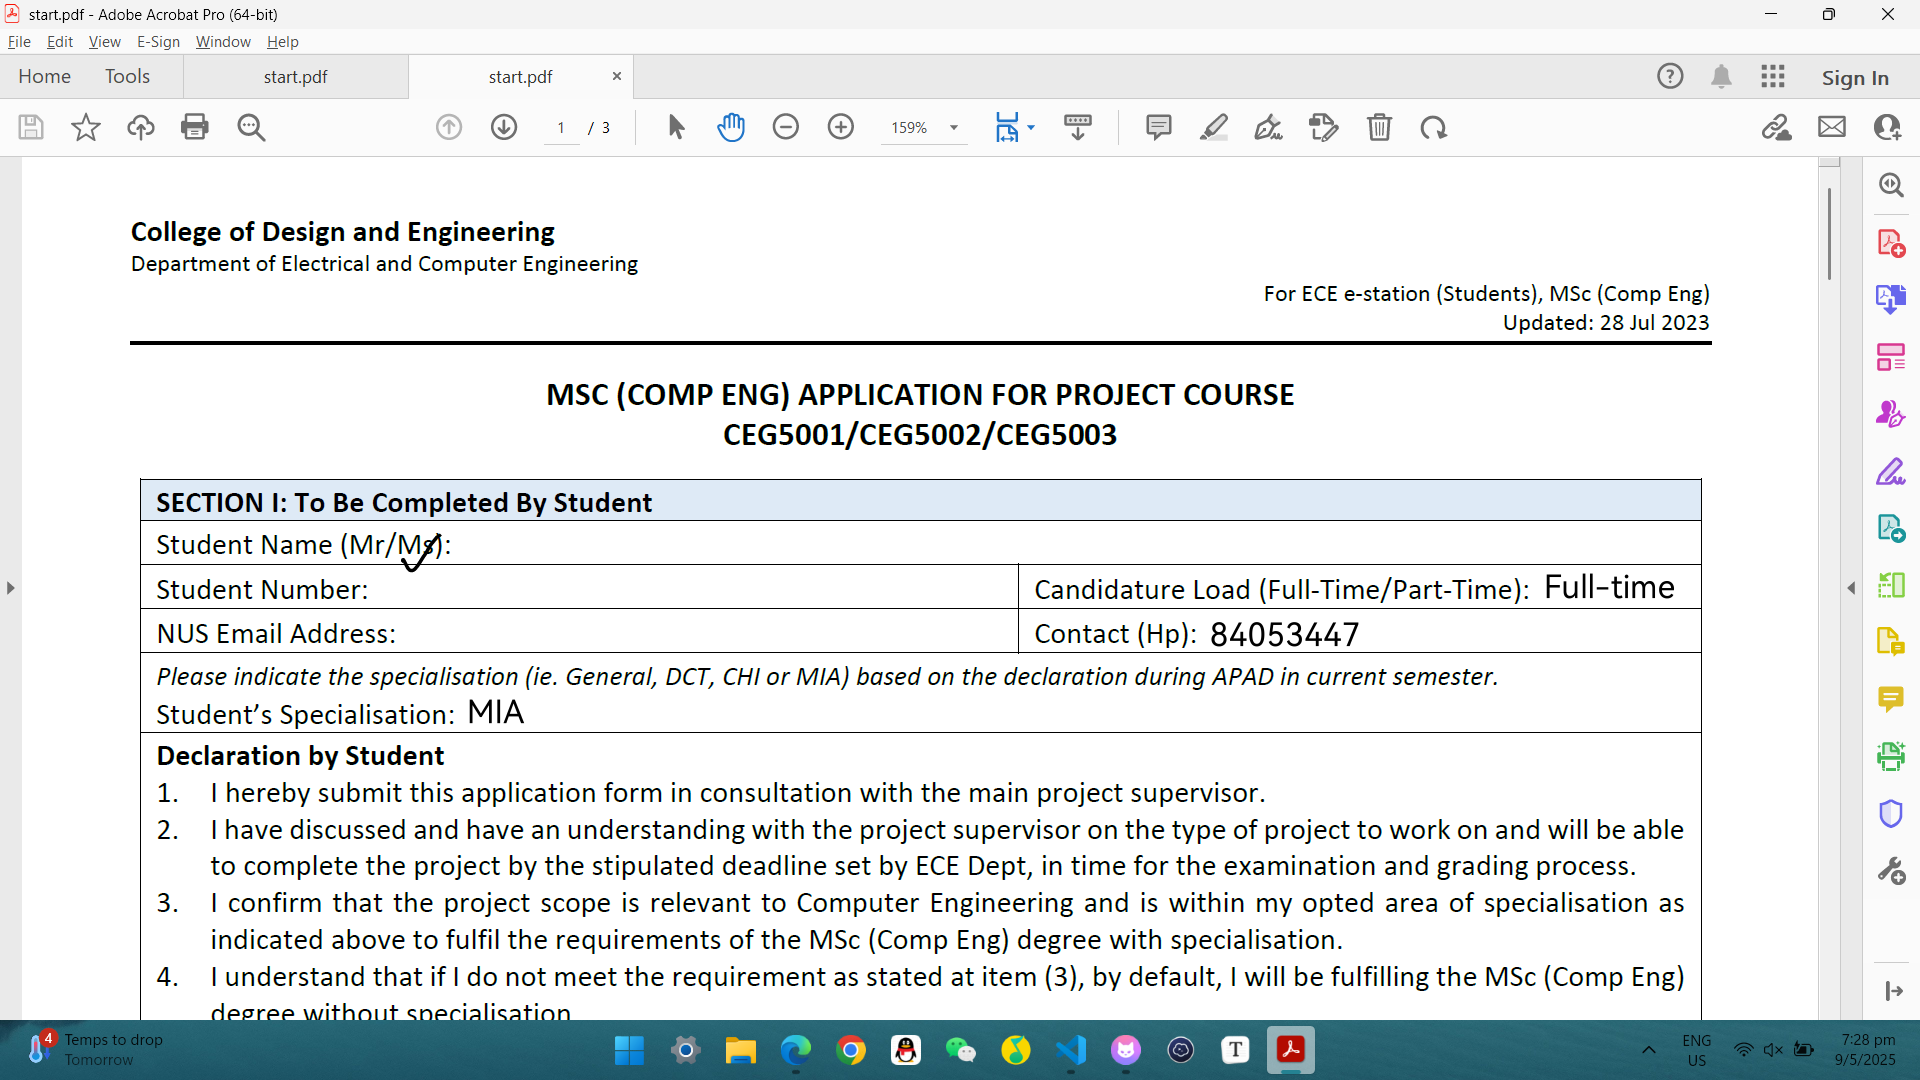 start.pdf - Adobe Acrobat Pro (64-bit)
File Edit View E-Sign Window Help
Home Tools start.pdf start.pdf × Sign In
1 / 3 159%
College of Design and Engineering
Department of Electrical and Computer Engineering
For ECE e-station (Students), MSc (Comp Eng)
Updated: 28 Jul 2023
MSC (COMP ENG) APPLICATION FOR PROJECT COURSE
CEG5001/CEG5002/CEG5003
SECTION I: To Be Completed By Student
Student Name (Mr/Ms):
Student Number: Candidature Load (Full-Time/Part-Time): Full-time
NUS Email Address: Contact (Hp): 84053447
Please indicate the specialisation (ie. General, DCT, CHI or MIA) based on the declaration during APAD in current semester.
Student’s Specialisation: MIA
Declaration by Student
1. I hereby submit this application form in consultation with the main project supervisor.
2. I have discussed and have an understanding with the project supervisor on the type of project to work on and will be able
to complete the project by the stipulated deadline set by ECE Dept, in time for the examination and grading process.
3. I confirm that the project scope is relevant to Computer Engineering and is within my opted area of specialisation as
indicated above to fulfil the requirements of the MSc (Comp Eng) degree with specialisation.
4. I understand that if I do not meet the requirement as stated at item (3), by default, I will be fulfilling the MSc (Comp Eng)
degree without specialisation
4 Temps to drop
Tomorrow
T
ENG
US
7:28 pm
9/5/2025